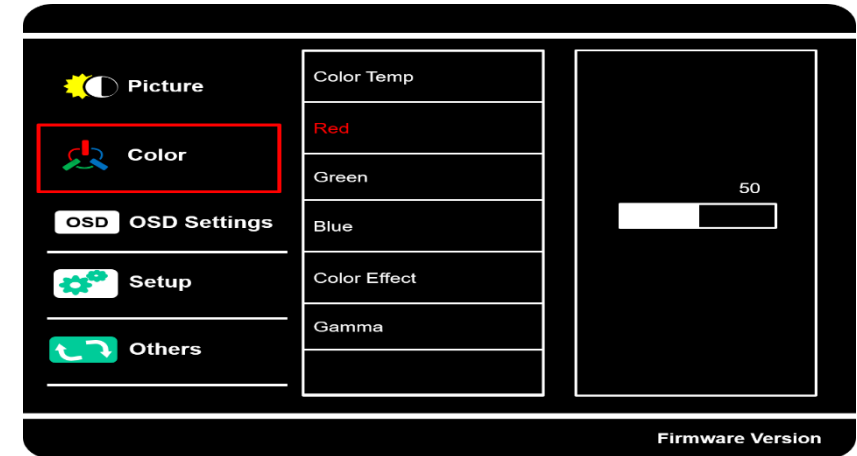 Picture
Color
OSD OSD Settings
Setup
Others
Color Temp
Red
Green
Blue
Color Effect
Gamma
50
Firmware Version